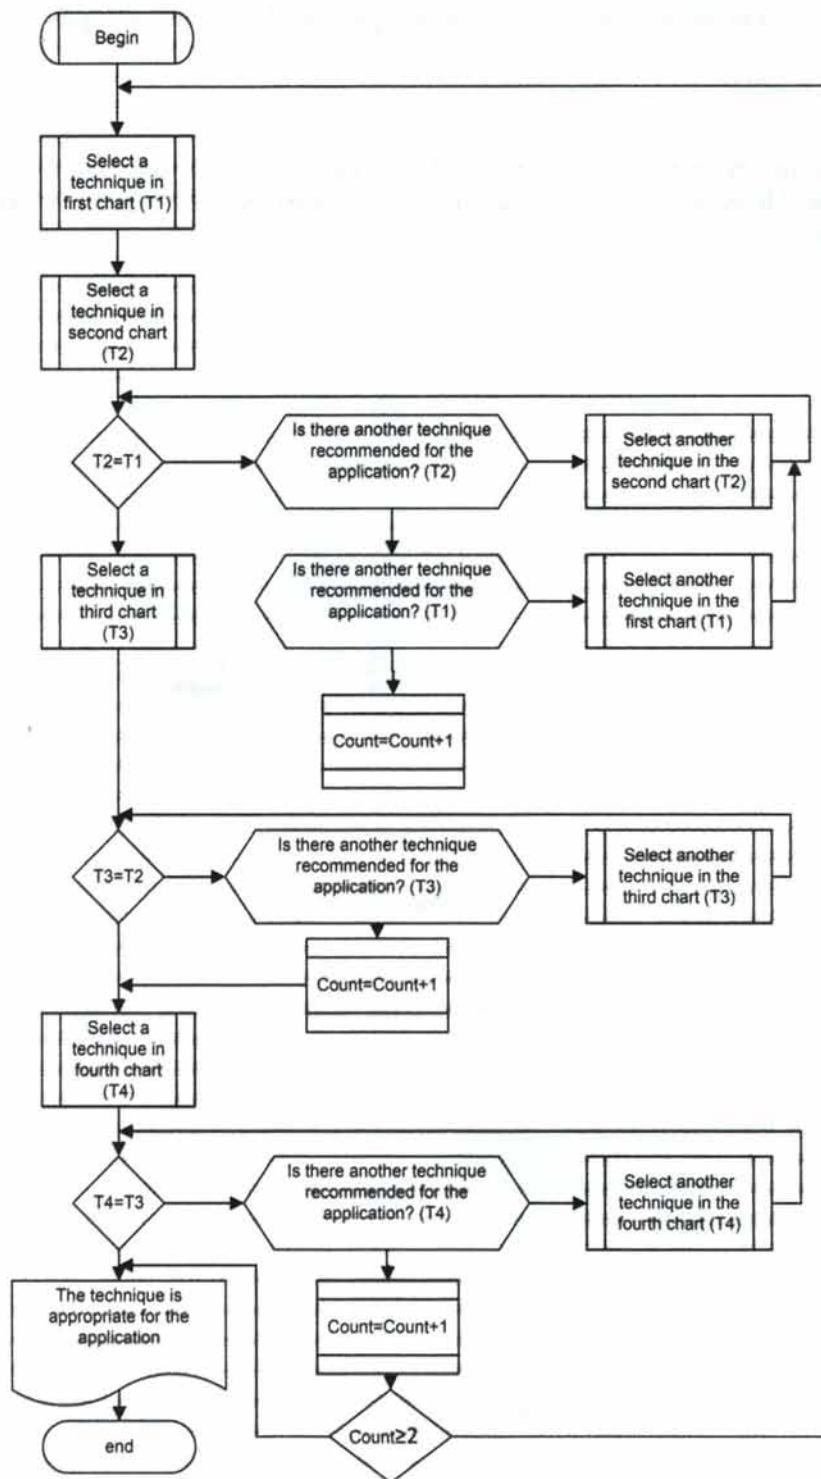 Begin
Select a
technique in
first chart (T1)
Select a
technique in
second chart
(T2)
T2=T1
Is there another technique
recommended for the
application? (T2)
Select another
technique in the
second chart (T2)
Select a
technique in
third chart
(T3)
Is there another technique
recommended for the
application? (T1)
Select another
technique in the
first chart (T1)
Count=Count+1
T3=T2
Is there another technique
recommended for the
application? (T3)
Select another
technique in the
third chart (T3)
Count=Count+1
Select a
technique in
fourth chart
(T4)
T4=T3
Is there another technique
recommended for the
application? (T4)
Select another
technique in the
fourth chart (T4)
The technique is
appropriate for the
application
Count=Count+1
end
Count≥2